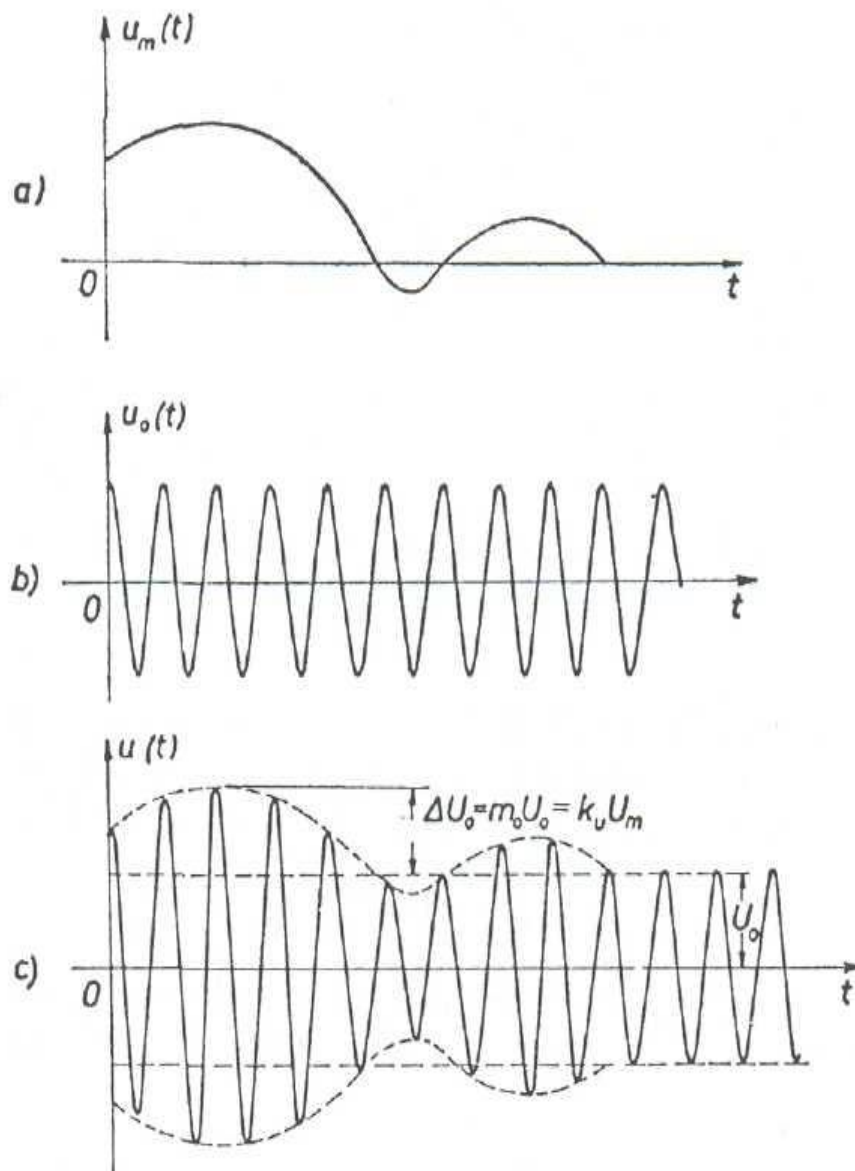 u_m(t)
a)
0
t
u_o(t)
b)
0
t
u(t)
ΔU_o=m_oU_o=k_uU_m
U_o
c)
0
t